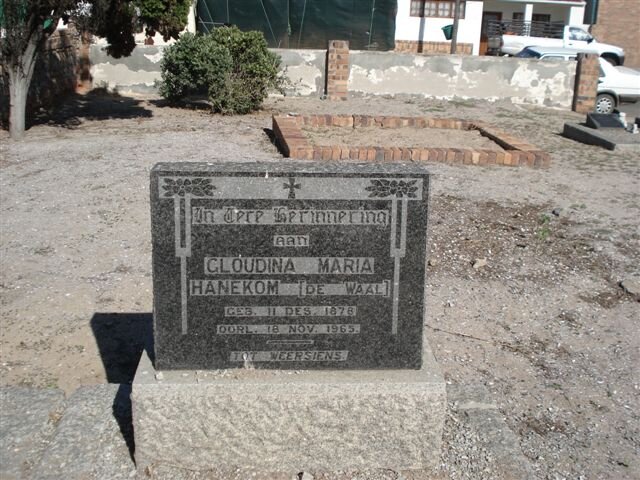 In Tere Herinnering
aan
CLOUDINA MARIA
HANEKOM [DE WAAL]
GEB. 11 DES. 1878
OORL. 18 NOV. 1965.
TOT WEERSIENS.